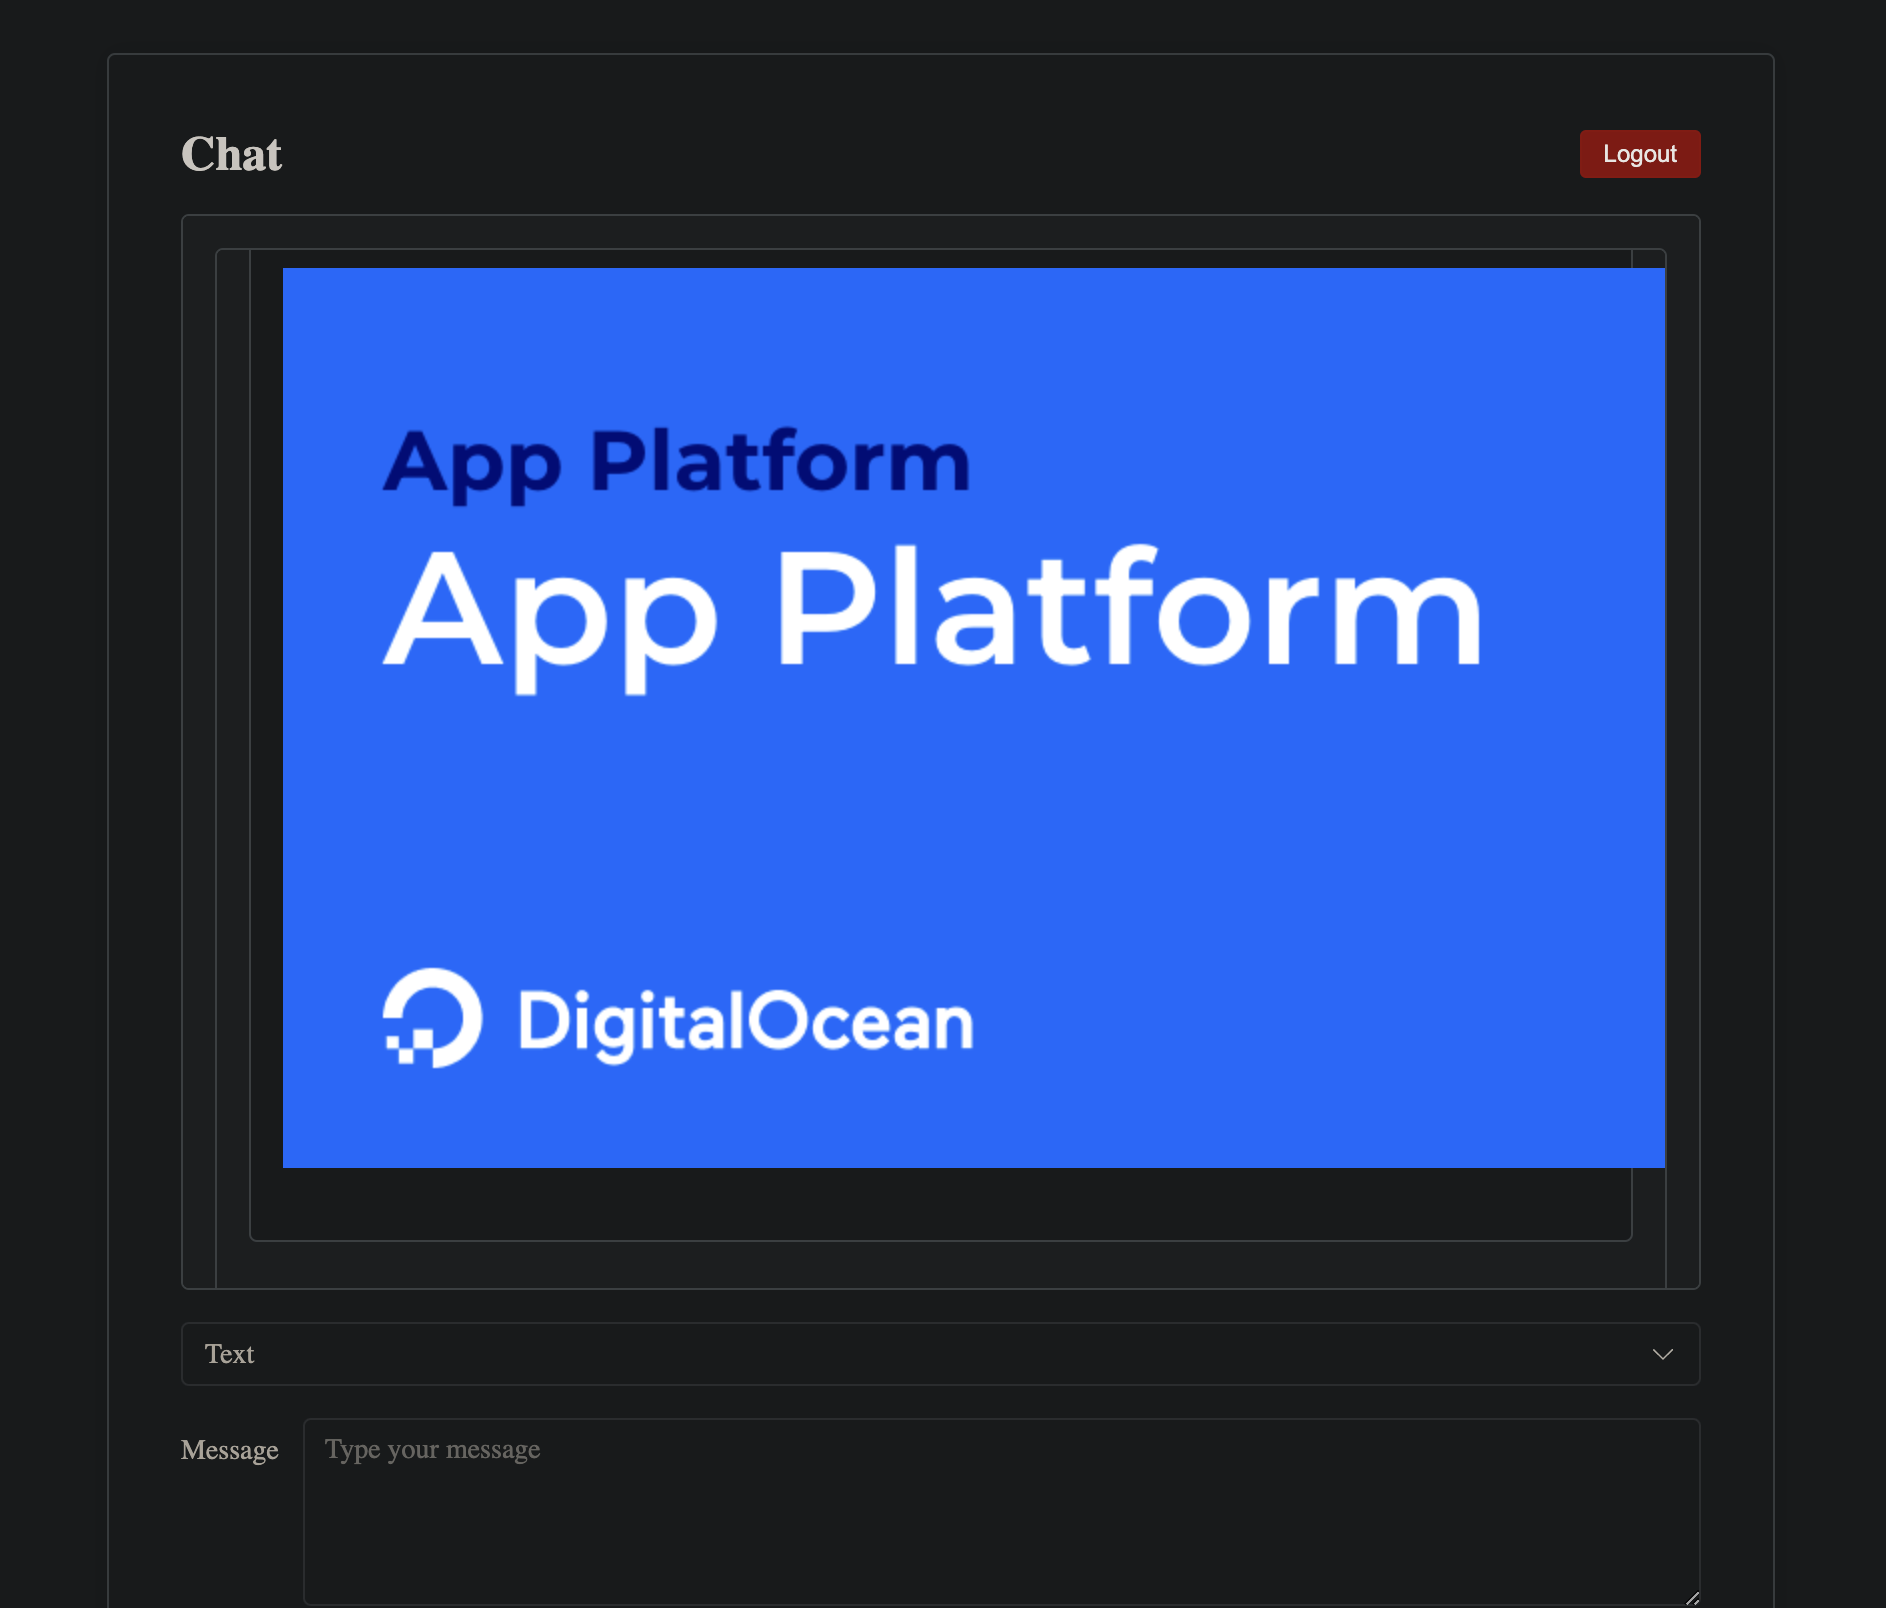 Chat
Logout
App Platform
App Platform
DigitalOcean
Text
Message
Type your message